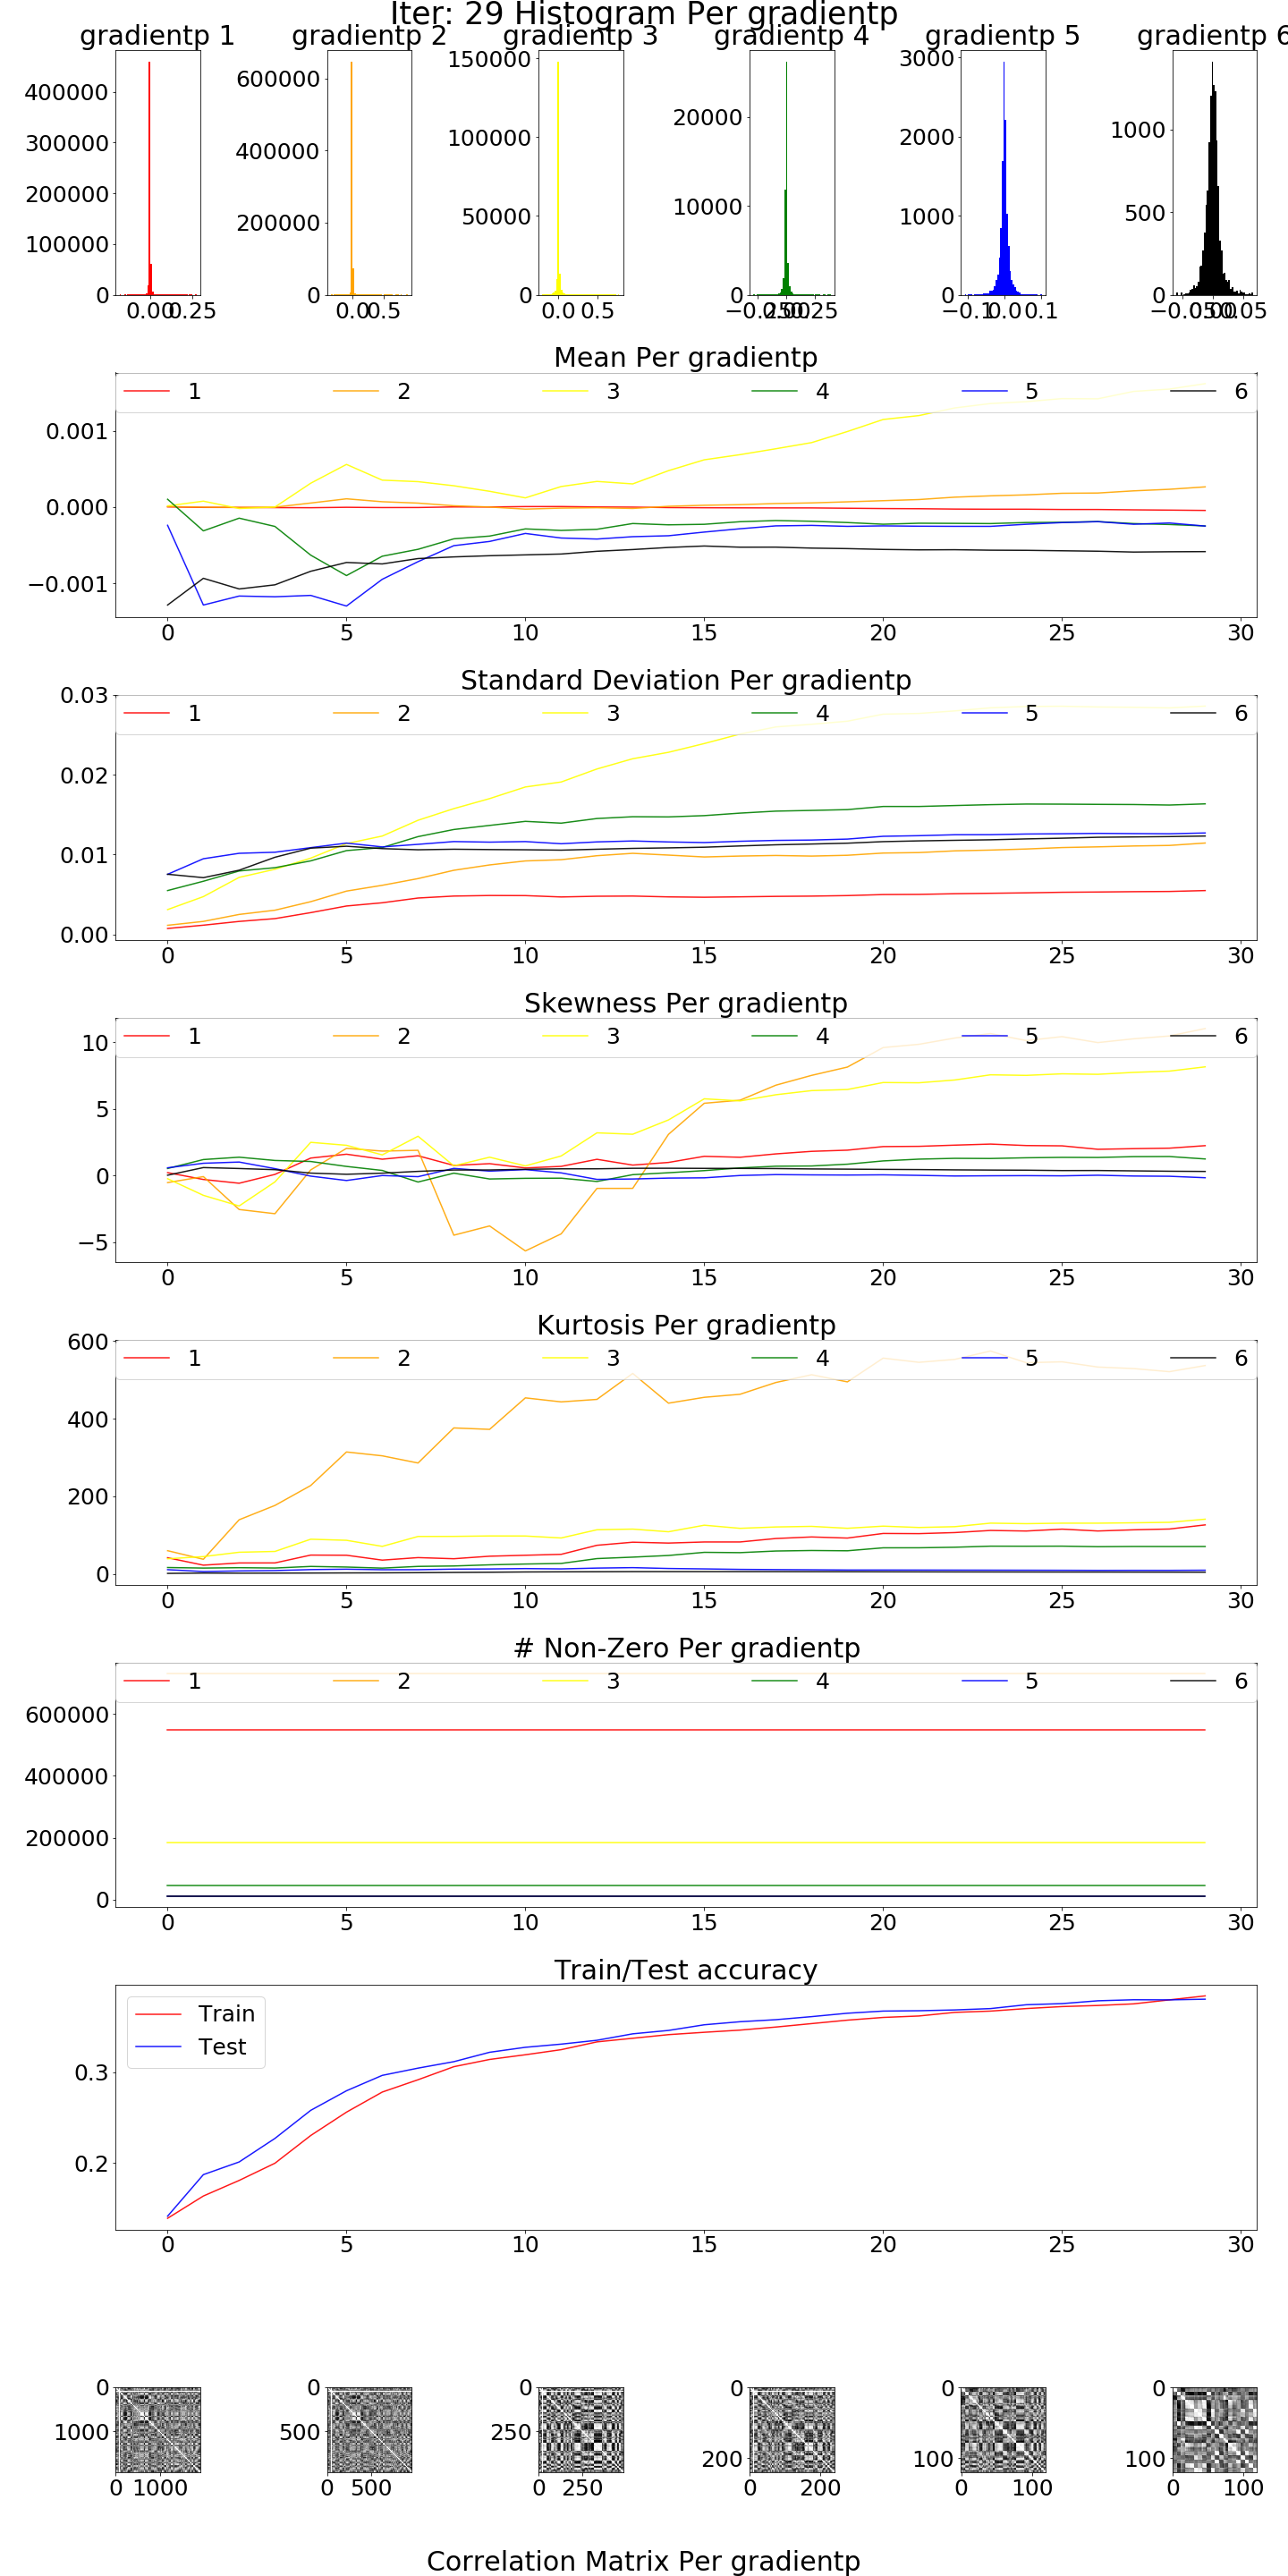 Iter: 29 Histogram Per gradientp
gradientp 1 gradientp 2 gradientp 3 gradientp 4 gradientp 5 gradientp 6
400000
300000
200000
100000
0
0.00 0.25
600000
400000
200000
0
0.0 0.5
150000
100000
50000
0
0.0 0.5
20000
10000
0
−0.25 0.00 0.25
3000
2000
1000
0
−0.1 0.0 0.1
1000
500
0
−0.05 0.00 0.05
Mean Per gradientp
1 2 3 4 5 6
0.001
0.000
−0.001
0 5 10 15 20 25 30
Standard Deviation Per gradientp
1 2 3 4 5 6
0.03
0.02
0.01
0.00
0 5 10 15 20 25 30
Skewness Per gradientp
1 2 3 4 5 6
10
5
0
−5
0 5 10 15 20 25 30
Kurtosis Per gradientp
1 2 3 4 5 6
600
400
200
0
0 5 10 15 20 25 30
# Non-Zero Per gradientp
1 2 3 4 5 6
600000
400000
200000
0
0 5 10 15 20 25 30
Train/Test accuracy
Train
Test
0.3
0.2
0 5 10 15 20 25 30
0
1000
0 1000
0
500
0 500
0
250
0 250
0
200
0 200
0
100
0 100
0
100
0 100
Correlation Matrix Per gradientp